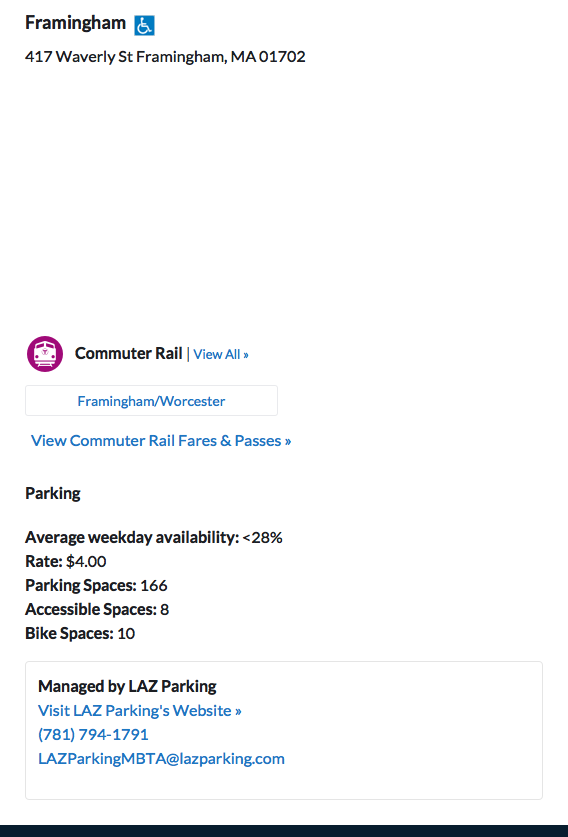 Framingham
417 Waverly St Framingham, MA 01702
Commuter Rail | View All »
Framingham/Worcester
View Commuter Rail Fares & Passes »
Parking
Average weekday availability: <28%
Rate: $4.00
Parking Spaces: 166
Accessible Spaces: 8
Bike Spaces: 10
Managed by LAZ Parking
Visit LAZ Parking's Website »
(781) 794-1791
LAZParkingMBTA@lazparking.com